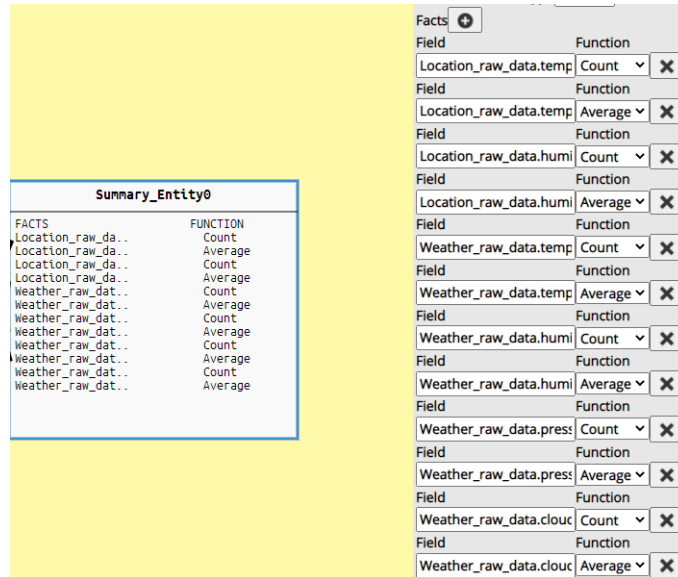 Summary_Entity0
FACTS FUNCTION
Location_raw_da.. Count
Location_raw_da.. Average
Location_raw_da.. Count
Location_raw_da.. Average
Weather_raw_dat.. Count
Weather_raw_dat.. Average
Weather_raw_dat.. Count
Weather_raw_dat.. Average
Weather_raw_dat.. Count
Weather_raw_dat.. Average
Weather_raw_dat.. Count
Weather_raw_dat.. Average
Facts
Field Function
Location_raw_data.temp Count
Field Function
Location_raw_data.temp Average
Field Function
Location_raw_data.humi Count
Field Function
Location_raw_data.humi Average
Field Function
Weather_raw_data.temp Count
Field Function
Weather_raw_data.temp Average
Field Function
Weather_raw_data.humi Count
Field Function
Weather_raw_data.humi Average
Field Function
Weather_raw_data.press Count
Field Function
Weather_raw_data.press Average
Field Function
Weather_raw_data.clouc Count
Field Function
Weather_raw_data.clouc Average